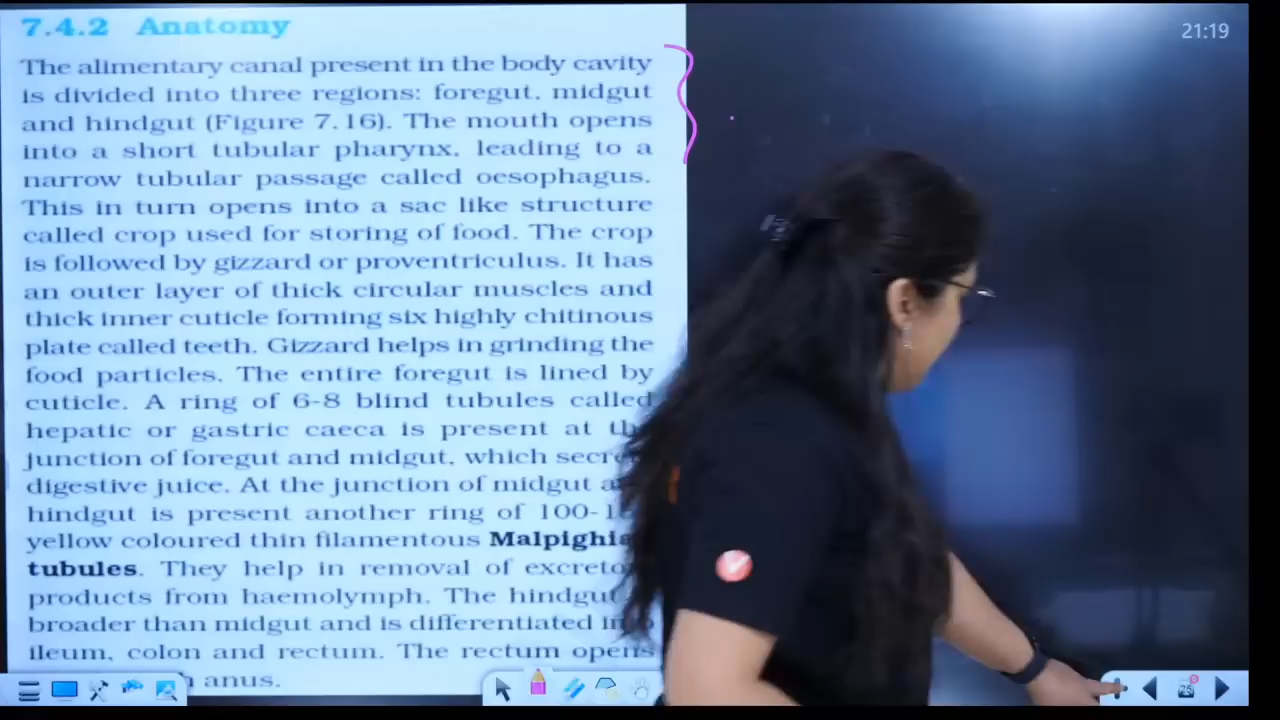 7.4.2 Anatomy
21:19
The alimentary canal present in the body cavity
is divided into three regions: foregut, midgut
and hindgut (Figure 7.16). The mouth opens
into a short tubular pharynx, leading to a
narrow tubular passage called oesophagus.
This in turn opens into a sac like structure
called crop used for storing of food. The crop
is followed by gizzard or proventriculus. It has
an outer layer of thick circular muscles and
thick inner cuticle forming six highly chitinous
plate called teeth. Gizzard helps in grinding the
food particles. The entire foregut is lined by
cuticle. A ring of 6-8 blind tubules called
hepatic or gastric caeca is present at
junction of foregut and midgut, which
digestive juice. At the junction of midgut
hindgut is present another ring of
yellow coloured thin filamentous
tubules. They help in removal of
products from haemolymph. The hindgut
broader than midgut and is differentiated
ileum, colon and rectum. The rectum opens
anus.
25